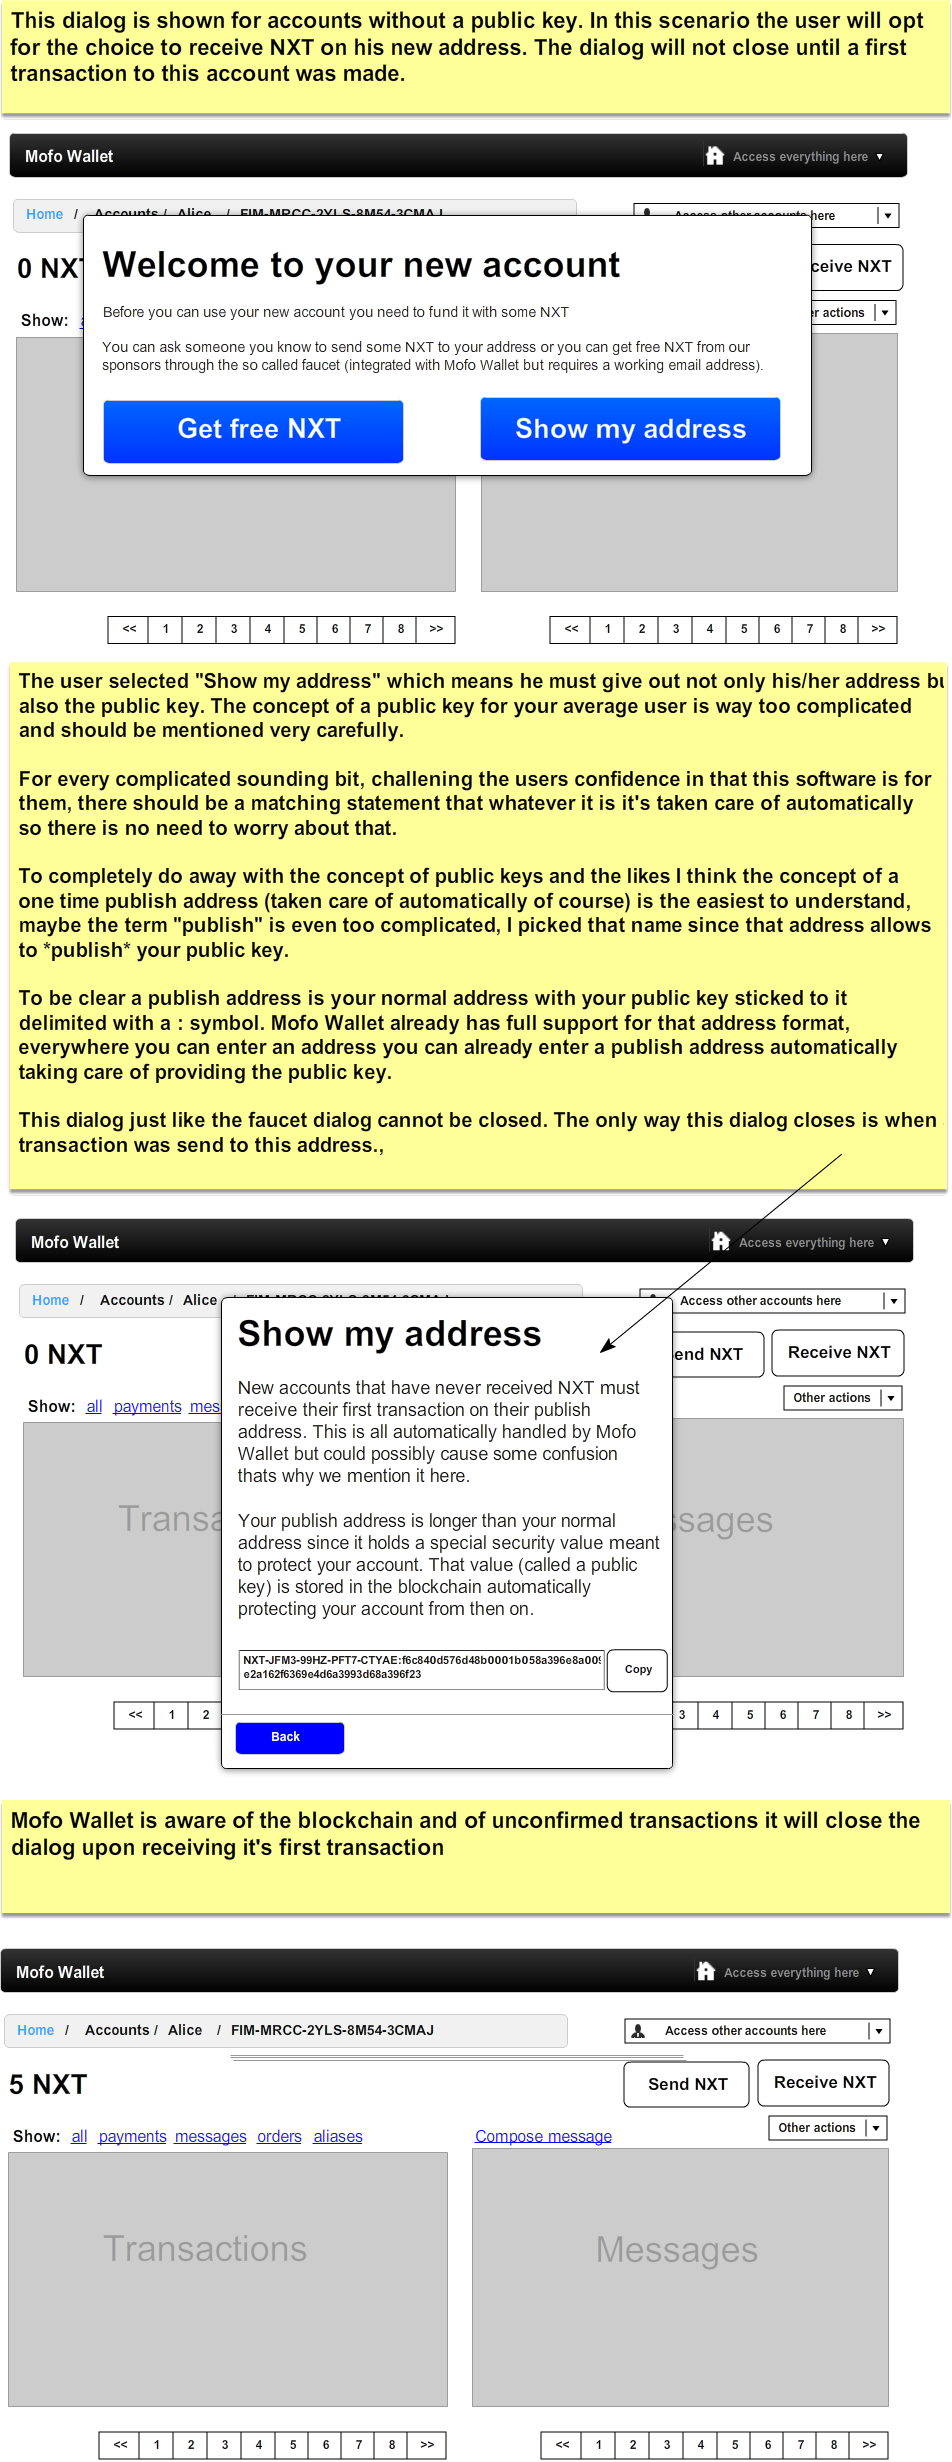 This dialog is shown for accounts without a public key. In this scenario the user will opt
for the choice to receive NXT on his new address. The dialog will not close until a first
transaction to this account was made.
Mofo Wallet
Access everything here
Home / Accounts / Alice / FIM-MRCC-2YLS-8M54-3CMAJ
Access other accounts here
0 NXT
ceive NXT
Welcome to your new account
Before you can use your new account you need to fund it with some NXT
Show:
er actions
You can ask someone you know to send some NXT to your address or you can get free NXT from our
sponsors through the so called faucet (integrated with Mofo Wallet but requires a working email address).
Get free NXT
Show my address
<< 1 2 3 4 5 6 7 8 >>
<< 1 2 3 4 5 6 7 8 >>
The user selected "Show my address" which means he must give out not only his/her address bu
also the public key. The concept of a public key for your average user is way too complicated
and should be mentioned very carefully.
For every complicated sounding bit, challening the users confidence in that this software is for
them, there should be a matching statement that whatever it is it's taken care of automatically
so there is no need to worry about that.
To completely do away with the concept of public keys and the likes I think the concept of a
one time publish address (taken care of automatically of course) is the easiest to understand,
maybe the term "publish" is even too complicated, I picked that name since that address allows
to *publish* your public key.
To be clear a publish address is your normal address with your public key sticked to it
delimited with a : symbol. Mofo Wallet already has full support for that address format,
everywhere you can enter an address you can already enter a publish address automatically
taking care of providing the public key.
This dialog just like the faucet dialog cannot be closed. The only way this dialog closes is when
transaction was send to this address.,
Mofo Wallet
Access everything here
Home / Accounts / Alice / FIM-MRCC-2YLS-8M54-3CMAJ
Access other accounts here
0 NXT
end NXT
Receive NXT
Show: all payments mes
Other actions
Transa
ssages
Show my address
New accounts that have never received NXT must
receive their first transaction on their publish
address. This is all automatically handled by Mofo
Wallet but could possibly cause some confusion
thats why we mention it here.
Your publish address is longer than your normal
address since it holds a special security value meant
to protect your account. That value (called a public
key) is stored in the blockchain automatically
protecting your account from then on.
NXT-JFM3-99HZ-PFT7-CTYAE:f6c840d576d48b0001b058a396e8a009
e2a162f6369e4d6a3993d68a396f23
Copy
Back
<< 1 2
3 4 5 6 7 8 >>
Mofo Wallet is aware of the blockchain and of unconfirmed transactions it will close the
dialog upon receiving it's first transaction
Mofo Wallet
Access everything here
Home / Accounts / Alice / FIM-MRCC-2YLS-8M54-3CMAJ
Access other accounts here
5 NXT
Send NXT
Receive NXT
Show: all payments messages orders aliases
Compose message
Other actions
Transactions
Messages
<< 1 2 3 4 5 6 7 8 >>
<< 1 2 3 4 5 6 7 8 >>